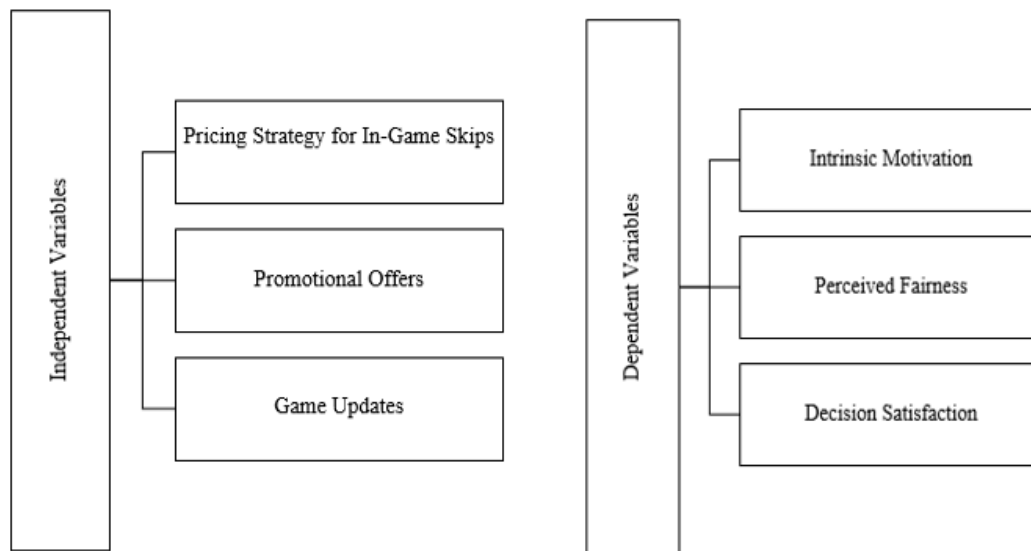 Independent Variables
Pricing Strategy for In-Game Skips
Promotional Offers
Game Updates
Dependent Variables
Intrinsic Motivation
Perceived Fairness
Decision Satisfaction